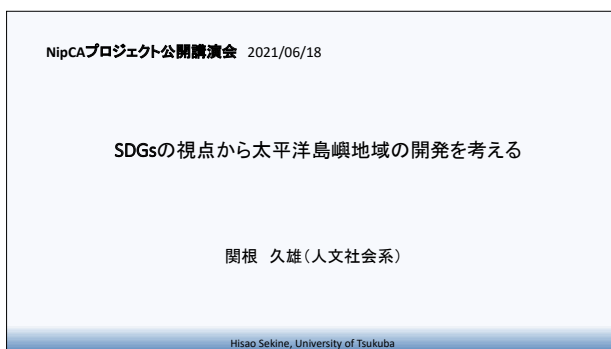 NipCAプロジェクト公開講演会 2021/06/18
SDGsの視点から太平洋島嶼地域の開発を考える
関根 久雄(人文社会系)
Hisao Sekine, University of Tsukuba